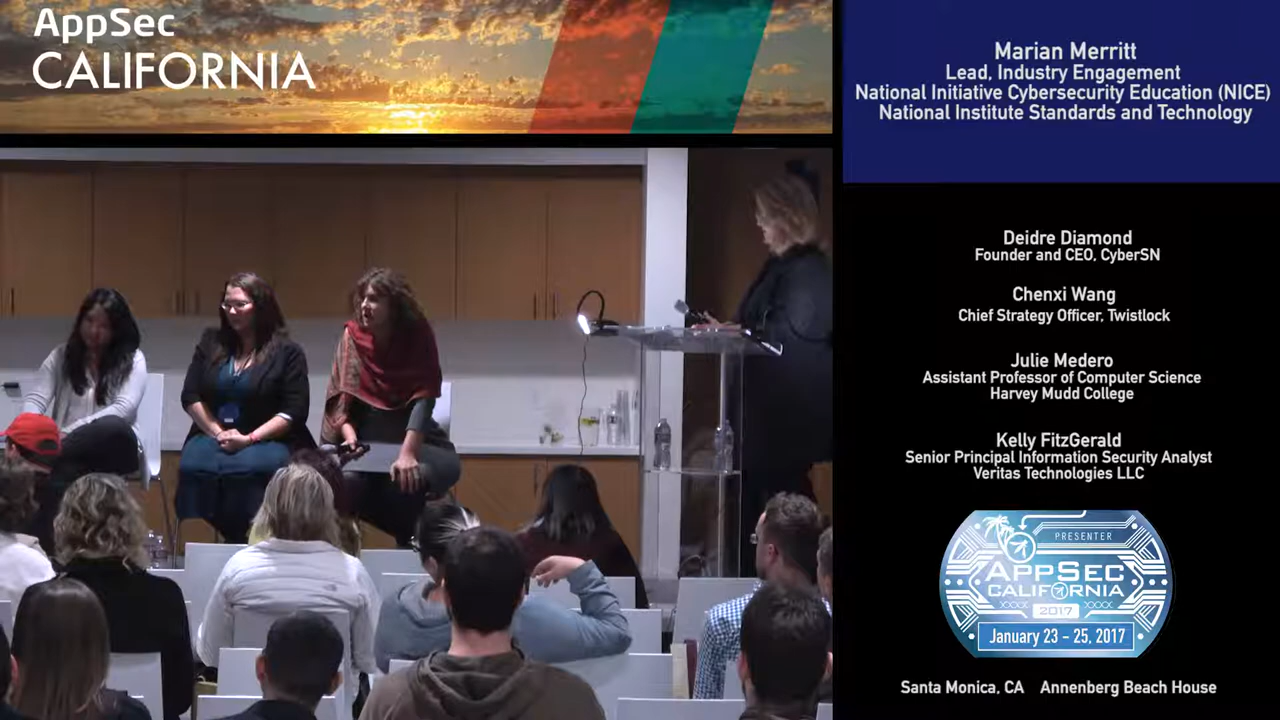 AppSec
CALIFORNIA
Marian Merritt
Lead, Industry Engagement
National Initiative Cybersecurity Education (NICE)
National Institute Standards and Technology
Deidre Diamond
Founder and CEO, CyberSN
Chenxi Wang
Chief Strategy Officer, Twistlock
Julie Medero
Assistant Professor of Computer Science
Harvey Mudd College
Kelly FitzGerald
Senior Principal Information Security Analyst
Veritas Technologies LLC
PRESENTER
APPSEC
CALIFORNIA
XXXX 2017 XXXX
January 23 - 25, 2017
Santa Monica, CA Annenberg Beach House